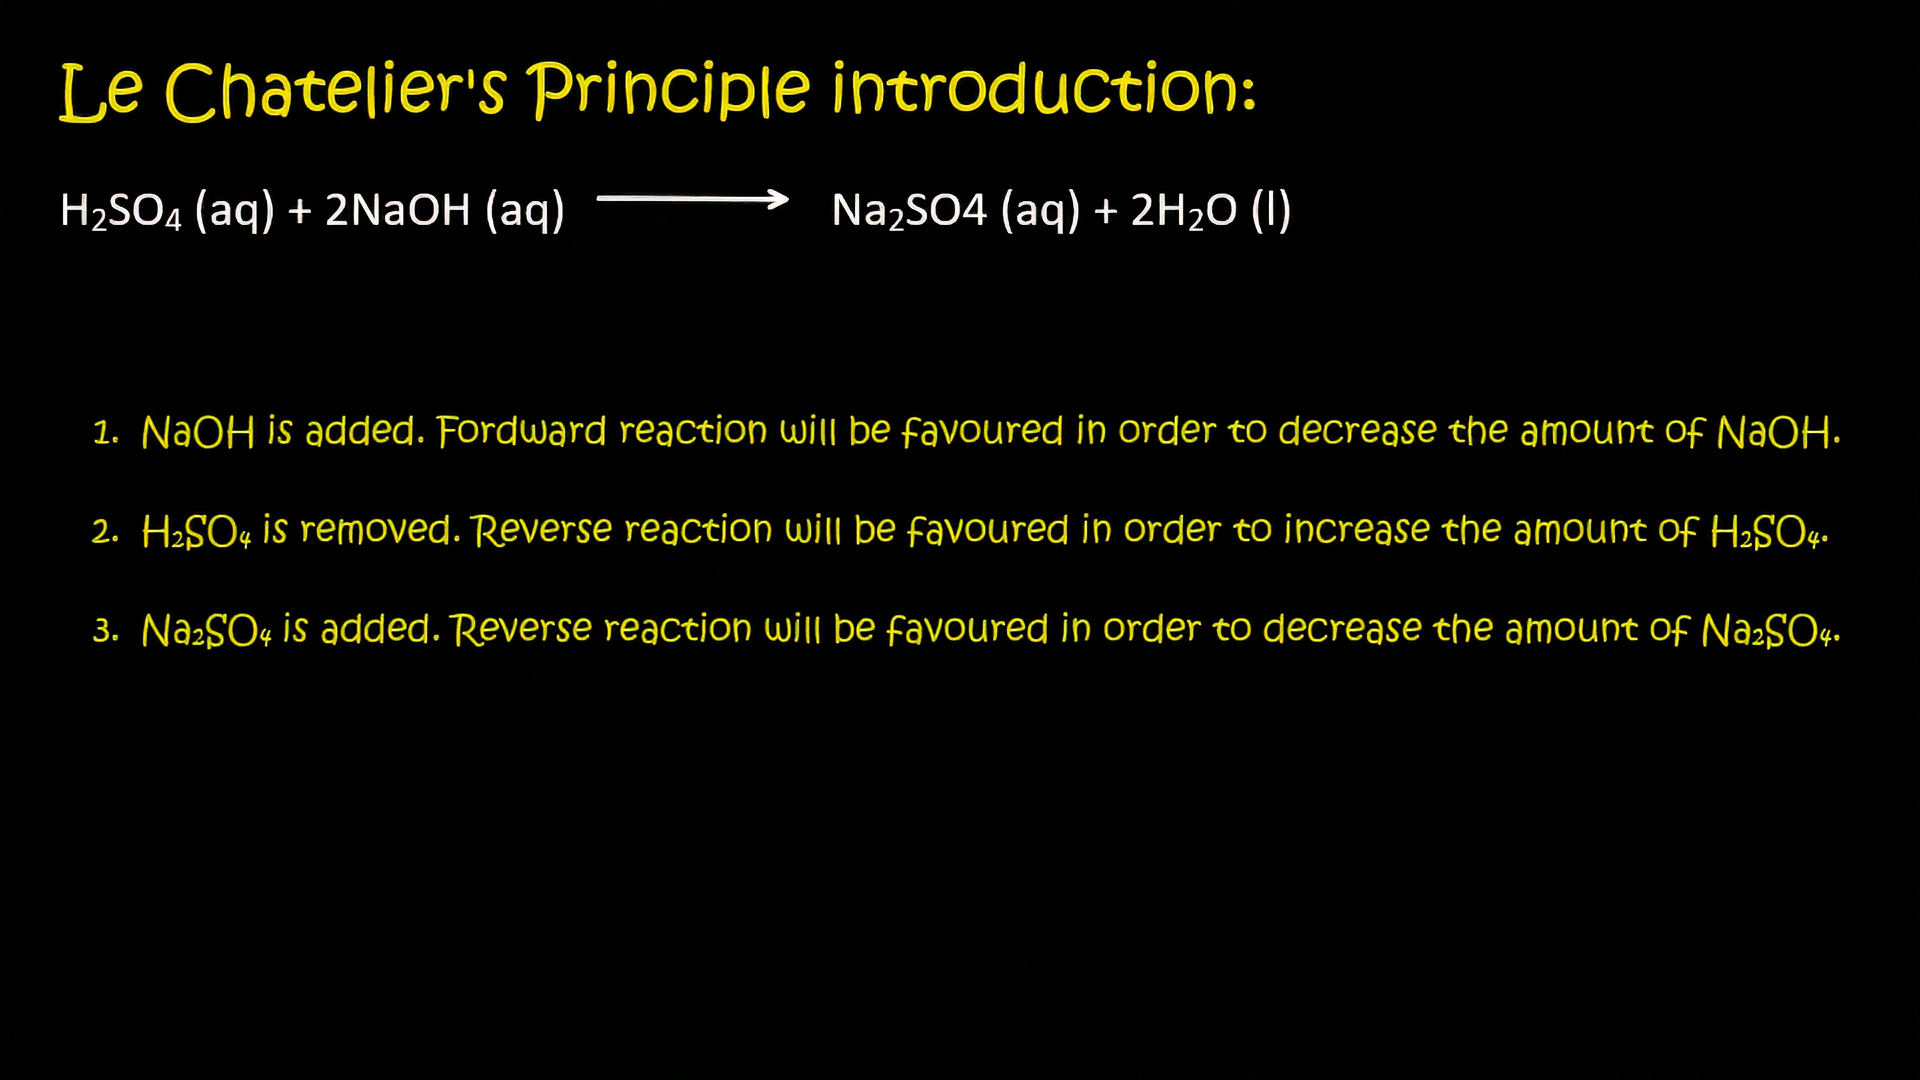 Le Chatelier's Principle introduction:
H₂SO₄ (aq) + 2NaOH (aq) ⟶ Na₂SO4 (aq) + 2H₂O (l)
1. NaOH is added. Fordward reaction will be favoured in order to decrease the amount of NaOH.
2. H₂SO₄ is removed. Reverse reaction will be favoured in order to increase the amount of H₂SO₄.
3. Na₂SO₄ is added. Reverse reaction will be favoured in order to decrease the amount of Na₂SO₄.